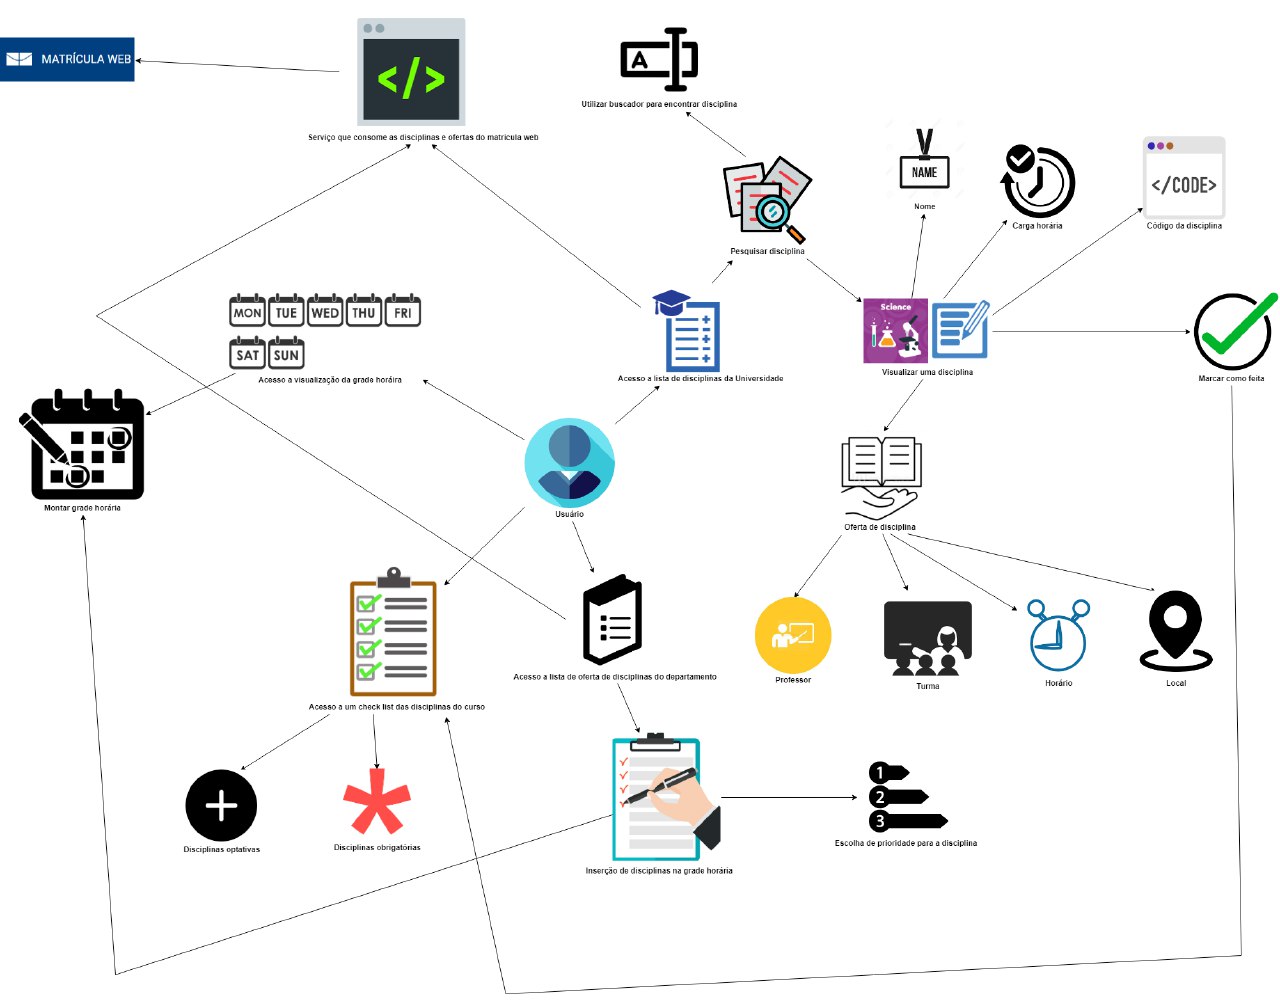 MATRÍCULA WEB
</>
Serviço que consome as disciplinas e ofertas do matrícula web
A
Utilizar buscador para encontrar disciplina
NAME
Nome
Carga horária
</CODE>
Código da disciplina
Pesquisar disciplina
MON TUE WED THU FRI
SAT SUN
Acesso a visualização da grade horáira
Acesso a lista de disciplinas da Universidade
Science
Visualizar uma disciplina
Marcar como feita
Montar grade horária
Usuário
Oferta de disciplina
Acesso a um check list das disciplinas do curso
Acesso a lista de oferta de disciplinas do departamento
Professor
Turma
Horário
Local
Disciplinas optativas
Disciplinas obrigatórias
Inserção de disciplinas na grade horária
1
2
3
Escolha de prioridade para a disciplina